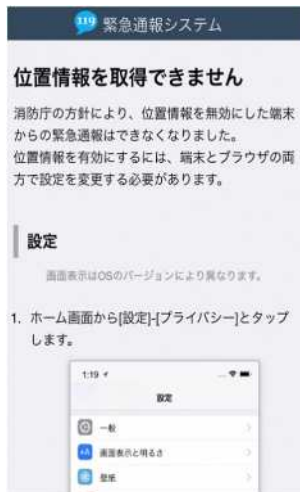 119 緊急通報システム
位置情報を取得できません
消防庁の方針により、位置情報を無効にした端末
からの緊急通報はできなくなりました。
位置情報を有効にするには、端末とブラウザの両
方で設定を変更する必要があります。
設定
画面表示はOSのバージョンにより異なります。
1. ホーム画面から[設定]-[プライバシー]とタップ
します。
1:19
設定
一般
AA 画面表示と明るさ
壁紙